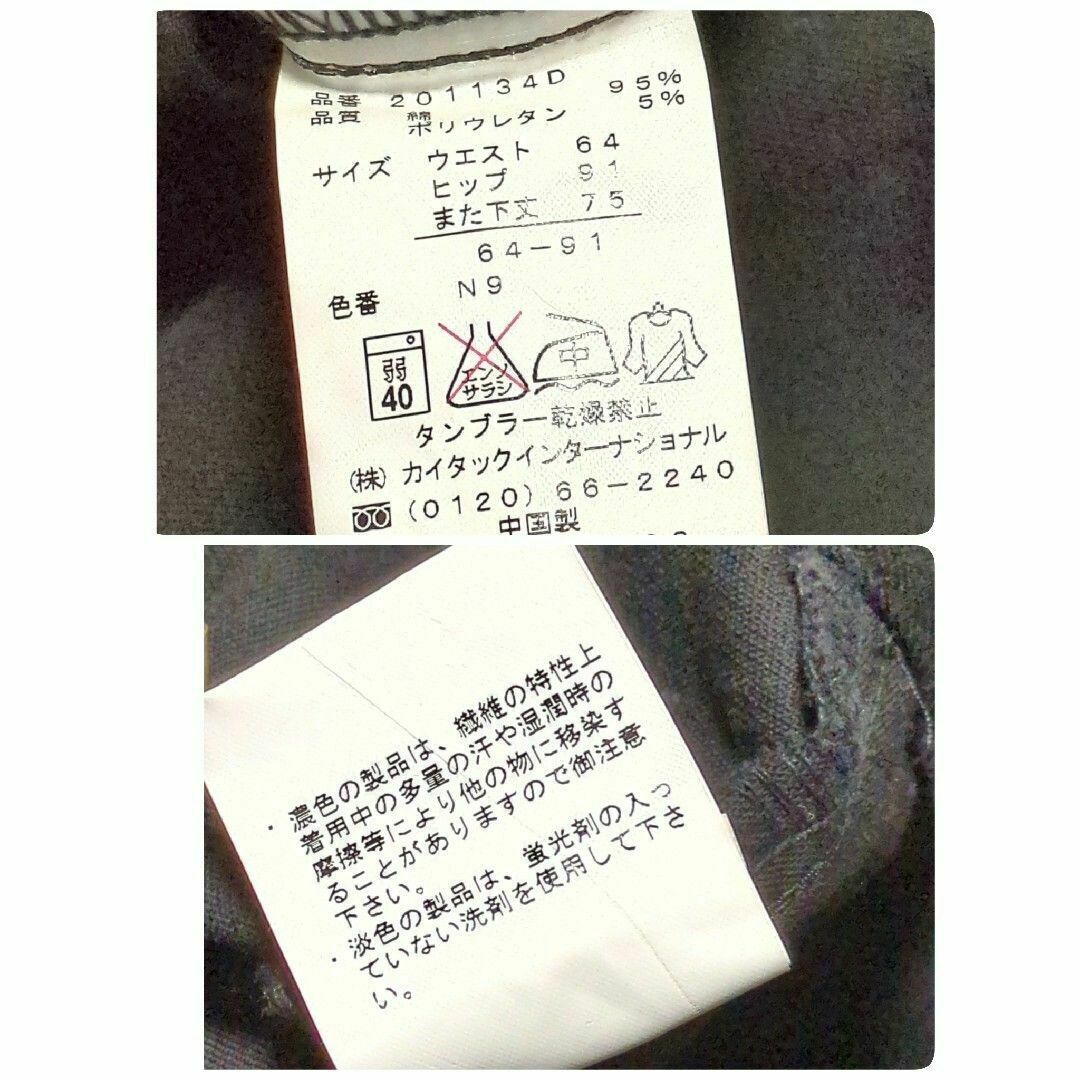 品番 201134D
品質 綿 95%
ポリウレタン 5%
サイズ ウエスト 64
ヒップ 91
また下丈 75
64-91
色番 N9
弱
40
エンソ
サラシ
中
タンブラー乾燥禁止
(株) カイタックインターナショナル
(0120) 66-2240
中国製
・濃色の製品は、繊維の特性上
着用中の多量の汗や湿潤時の
摩擦等により他の物に移染す
ることがありますので御注意
下さい。
・淡色の製品は、蛍光剤の入っ
ていない洗剤を使用して下さ
い。